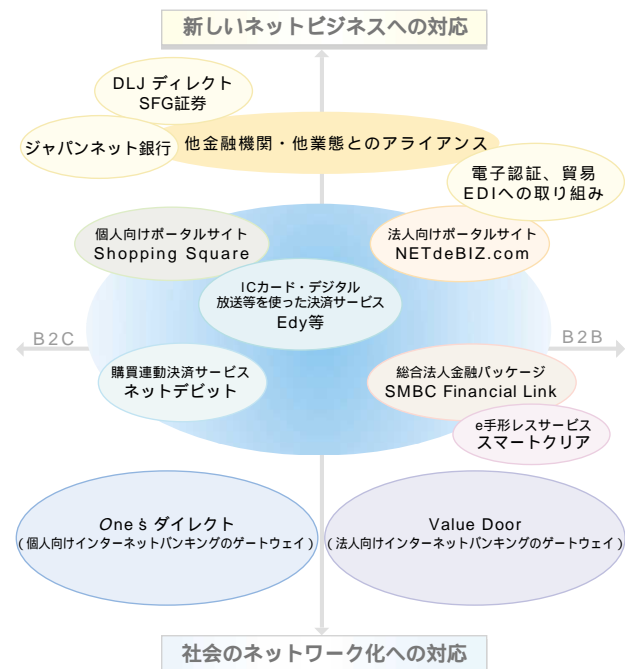 新しいネットビジネスへの対応
DLJ ディレクト
SFG証券
ジャパンネット銀行
他金融機関・他業態とのアライアンス
電子認証、貿易
EDIへの取り組み
個人向けポータルサイト
Shopping Square
法人向けポータルサイト
NETdeBIZ.com
ICカード・デジタル
放送等を使った決済サービス
Edy等
B2C
B2B
購買連動決済サービス
ネットデビット
総合法人金融パッケージ
SMBC Financial Link
e手形レスサービス
スマートクリア
One's ダイレクト
(個人向けインターネットバンキングのゲートウェイ)
Value Door
(法人向けインターネットバンキングのゲートウェイ)
社会のネットワーク化への対応